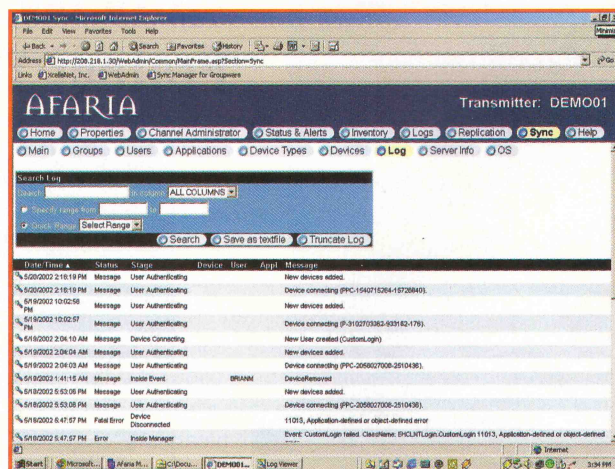 DEMO01 Sync - Microsoft Internet Explorer
File Edit View Favorites Tools Help
Minimi
Back Search Favorites History
Address http://208.218.1.30/WebAdmin/Common/MainFrame.asp?Section=Sync Go
Links XcelleNet, Inc. WebAdmin Sync Manager for Groupware
AFARIA
Transmitter: DEMO01
Home Properties Channel Administrator Status & Alerts Inventory Logs Replication Sync Help
Main Groups Users Applications Device Types Devices Log Server Info OS
Search Log
Search in column ALL COLUMNS
Specify range from to
Quick Range Select Range
Search Save as textfile Truncate Log
Date/Time Status Stage Device User Appl Message
5/20/2002 2:18:19 PM Message User Authenticating New devices added.
5/20/2002 2:18:19 PM Message User Authenticating Device connecting (PPC-1540715264-15726840).
5/19/2002 10:02:58 PM Message User Authenticating New devices added.
5/19/2002 10:02:57 PM Message User Authenticating Device connecting (P-3102703362-933162-176).
5/18/2002 2:04:10 AM Message Device Connecting New User created (CustomLogin)
5/18/2002 2:04:04 AM Message User Authenticating New devices added.
5/18/2002 2:04:03 AM Message User Authenticating Device connecting (PPC-2058027008-2510436).
5/18/2002 1:41:15 AM Message Inside Event BRIANM DeviceRemoved
5/16/2002 5:53:08 PM Message User Authenticating New devices added.
5/16/2002 5:53:08 PM Message User Authenticating Device connecting (PPC-2058027008-2510436).
5/16/2002 5:47:57 PM Fatal Error Device Disconnected 11013, Application-defined or object-defined error
5/16/2002 5:47:57 PM Error Inside Manager Event: CustomLogin failed. ClassName: EHCLNTLogin.CustomLogin 11013, Application-defined or object-defined
Internet
Start Microsoft... Afaria M... C:\Docu... DEMO01... Log Viewer 3:34 PM